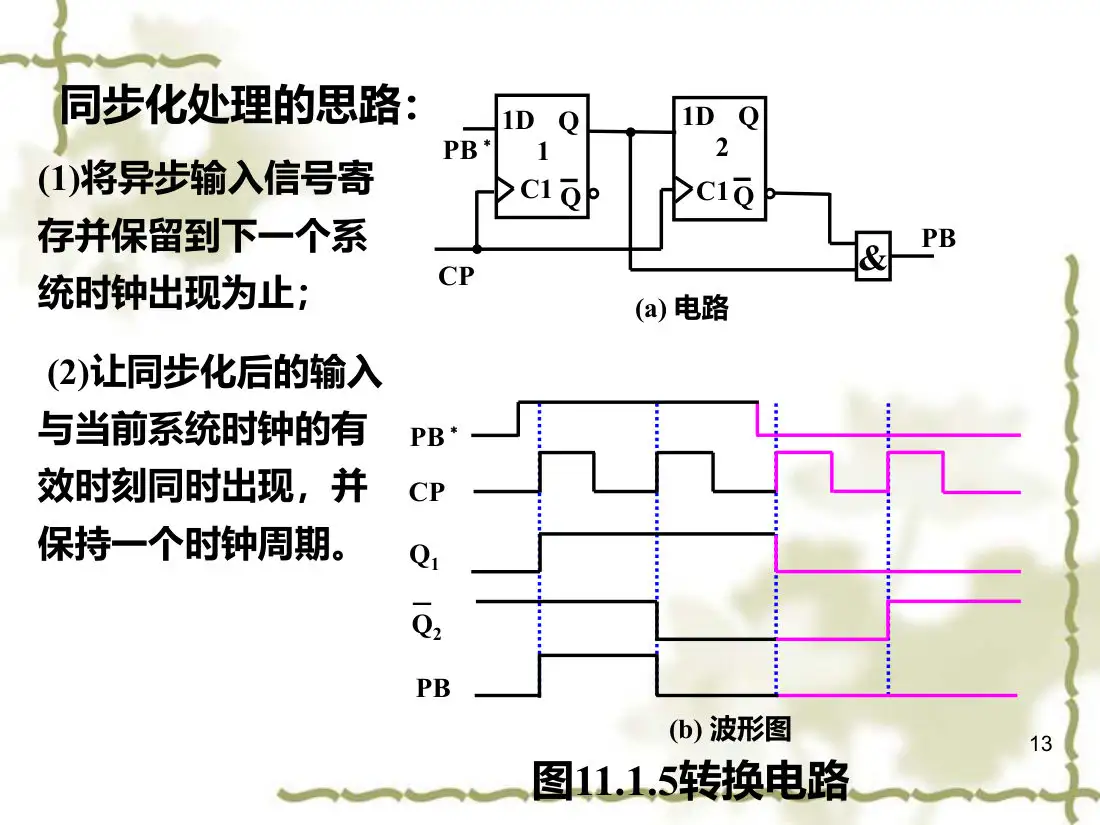 同步化处理的思路：
(1)将异步输入信号寄
存并保留到下一个系
统时钟出现为止；
(2)让同步化后的输入
与当前系统时钟的有
效时刻同时出现，并
保持一个时钟周期。
1D Q
1
C1 Q̅
PB*
CP
1D Q
2
C1 Q̅
&
PB
(a) 电路
PB*
CP
Q₁
Q̅₂
PB
(b) 波形图
13
图11.1.5转换电路